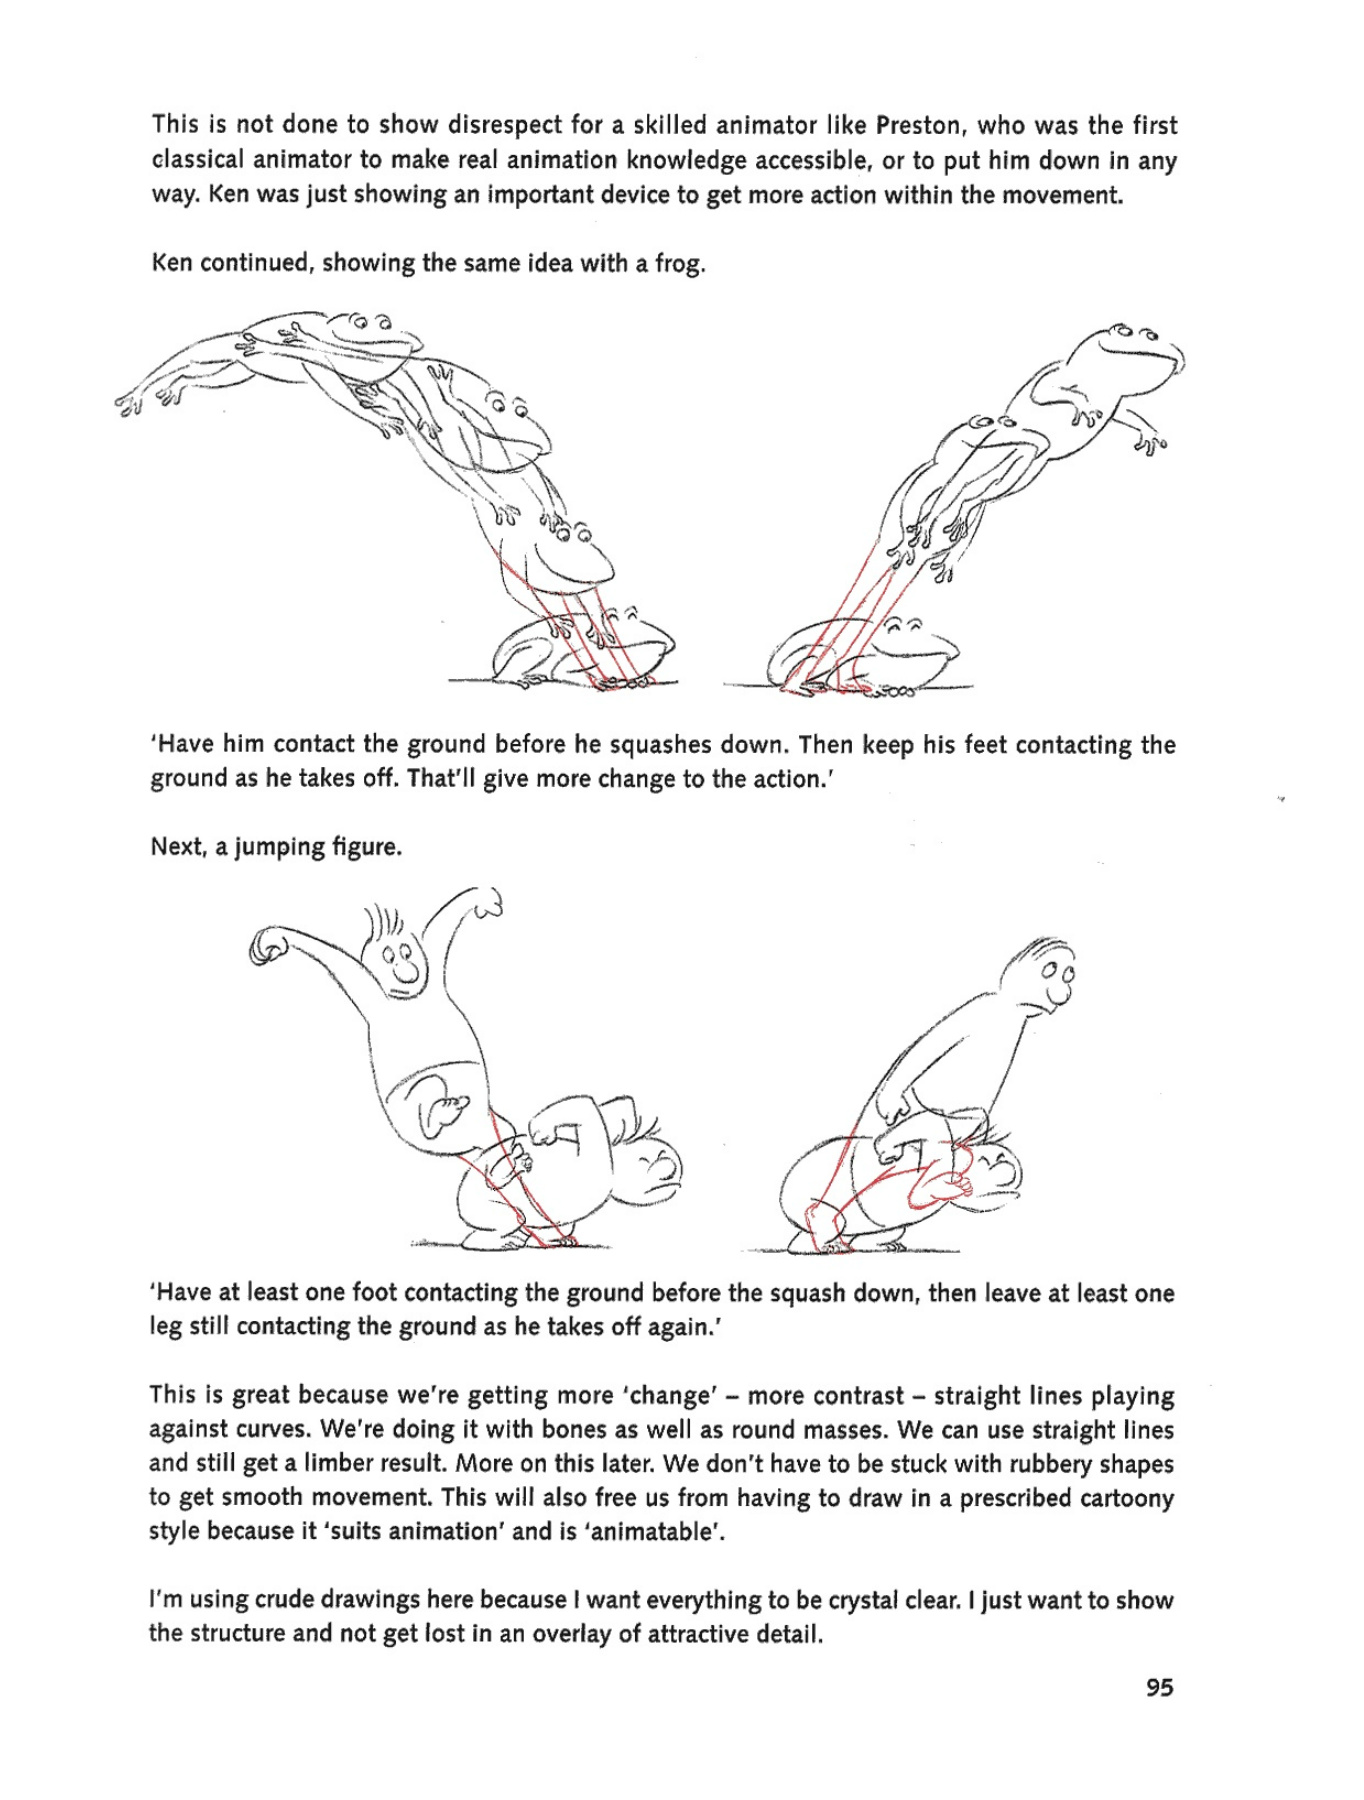 This is not done to show disrespect for a skilled animator like Preston, who was the first
classical animator to make real animation knowledge accessible, or to put him down in any
way. Ken was just showing an important device to get more action within the movement.
Ken continued, showing the same idea with a frog.
'Have him contact the ground before he squashes down. Then keep his feet contacting the
ground as he takes off. That'll give more change to the action.'
Next, a jumping figure.
'Have at least one foot contacting the ground before the squash down, then leave at least one
leg still contacting the ground as he takes off again.'
This is great because we're getting more 'change' – more contrast – straight lines playing
against curves. We're doing it with bones as well as round masses. We can use straight lines
and still get a limber result. More on this later. We don't have to be stuck with rubbery shapes
to get smooth movement. This will also free us from having to draw in a prescribed cartoony
style because it 'suits animation' and is 'animatable'.
I'm using crude drawings here because I want everything to be crystal clear. I just want to show
the structure and not get lost in an overlay of attractive detail.
95